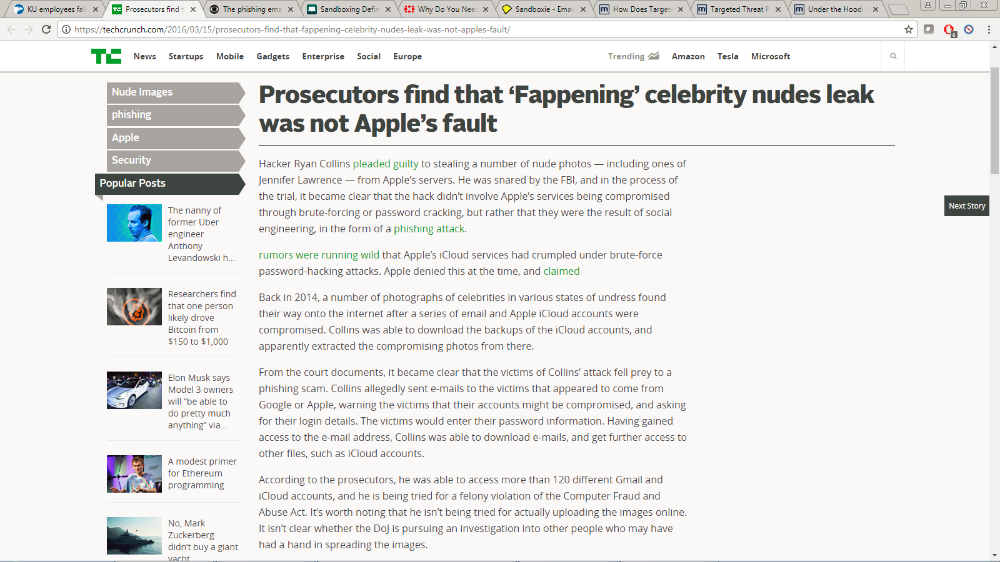 KU employees fall
Prosecutors find t
The phishing ema
Sandboxing Defin
Why Do You Nee
Sandboxie - Email
How Does Targete
Targeted Threat P
Under the Hood:
https://techcrunch.com/2016/03/15/prosecutors-find-that-fappening-celebrity-nudes-leak-was-not-apples-fault/
6
TC News Startups Mobile Gadgets Enterprise Social Europe Trending Amazon Tesla Microsoft
Nude Images
phishing
Apple
Security
Popular Posts
The nanny of
former Uber
engineer
Anthony
Levandowski h...
Researchers find
that one person
likely drove
Bitcoin from
$150 to $1,000
Elon Musk says
Model 3 owners
will “be able to
do pretty much
anything” via...
A modest primer
for Ethereum
programming
No, Mark
Zuckerberg
didn’t buy a giant
yacht
Prosecutors find that ‘Fappening’ celebrity nudes leak
was not Apple’s fault
Hacker Ryan Collins pleaded guilty to stealing a number of nude photos — including ones of
Jennifer Lawrence — from Apple’s servers. He was snared by the FBI, and in the process of
the trial, it became clear that the hack didn’t involve Apple’s services being compromised
through brute-forcing or password cracking, but rather that they were the result of social
engineering, in the form of a phishing attack.
rumors were running wild that Apple’s iCloud services had crumpled under brute-force
password-hacking attacks. Apple denied this at the time, and claimed
Back in 2014, a number of photographs of celebrities in various states of undress found
their way onto the internet after a series of email and Apple iCloud accounts were
compromised. Collins was able to download the backups of the iCloud accounts, and
apparently extracted the compromising photos from there.
From the court documents, it became clear that the victims of Collins’ attack fell prey to a
phishing scam. Collins allegedly sent e-mails to the victims that appeared to come from
Google or Apple, warning the victims that their accounts might be compromised, and asking
for their login details. The victims would enter their password information. Having gained
access to the e-mail address, Collins was able to download e-mails, and get further access to
other files, such as iCloud accounts.
According to the prosecutors, he was able to access more than 120 different Gmail and
iCloud accounts, and he is being tried for a felony violation of the Computer Fraud and
Abuse Act. It’s worth noting that he isn’t being tried for actually uploading the images online.
It isn’t clear whether the DoJ is pursuing an investigation into other people who may have
had a hand in spreading the images.
Next Story